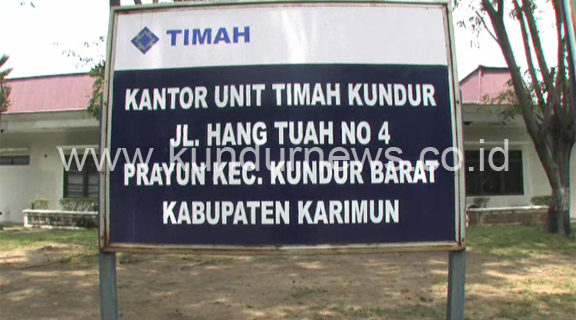 TIMAH
KANTOR UNIT TIMAH KUNDUR
JL. HANG TUAH NO 4
www.kundurnews.co.id
PRAYUN KEC. KUNDUR BARAT
KABUPATEN KARIMUN